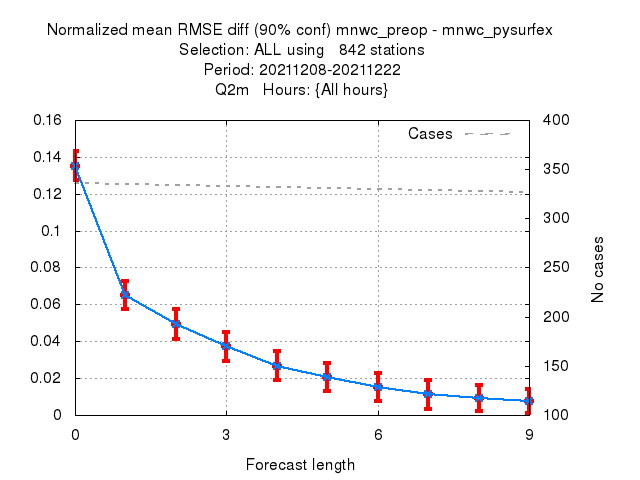 Normalized mean RMSE diff (90% conf) mnwc_preop - mnwc_pysurfex
Selection: ALL using   842 stations
Period: 20211208-20211222
Q2m   Hours: {All hours}
Cases
0.16
0.14
0.12
0.1
0.08
0.06
0.04
0.02
0
400
350
300
250
200
150
100
No cases
0 3 6 9
Forecast length